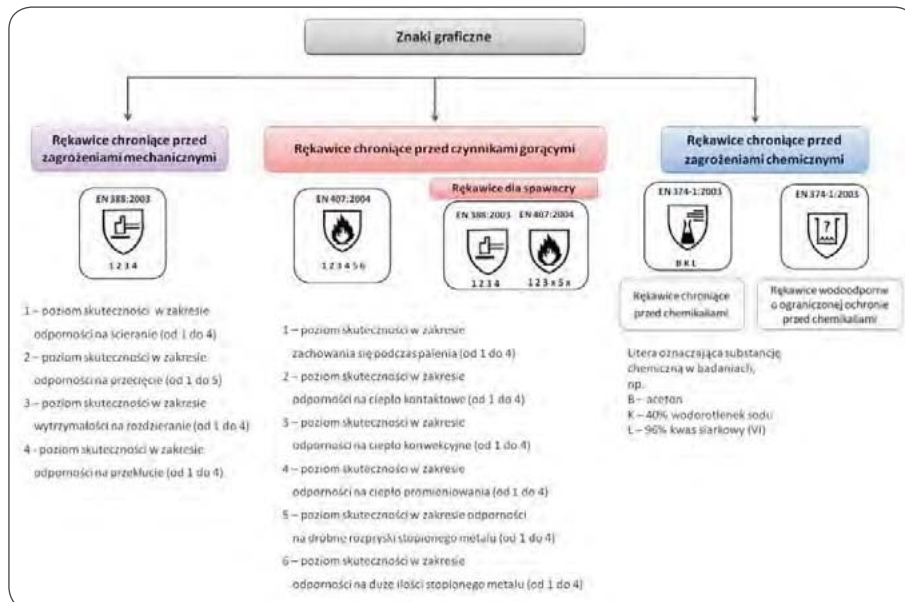 Znaki graficzne
Rękawice chroniące przed
zagrożeniami mechanicznymi
EN 388:2003
1 2 3 4
1 – poziom skuteczności w zakresie
odporności na ścieranie (od 1 do 4)
2 – poziom skuteczności w zakresie
odporności na przecięcie (od 1 do 5)
3 – poziom skuteczności w zakresie
wytrzymałości na rozdzieranie (od 1 do 4)
4 - poziom skuteczności w zakresie
odporności na przekłucie (od 1 do 4).
Rękawice chroniące przed czynnikami gorącymi
EN 407:2004
1 2 3 4 5 6
Rękawice dla spawaczy
EN 388:2003 EN 407:2004
1 2 3 4 1 2 3 x 5 x
1 – poziom skuteczności w zakresie
zachowania się podczas palenia (od 1 do 4)
2 – poziom skuteczności w zakresie
odporności na ciepło kontaktowe (od 1 do 4)
3 – poziom skuteczności w zakresie
odporności na ciepło konwekcyjne (od 1 do 4)
4 – poziom skuteczności w zakresie
odporności na ciepło promieniowania (od 1 do 4)
5 – poziom skuteczności w zakresie odporności
na drobne rozpryski stopionego metalu (od 1 do 4)
6 – poziom skuteczności w zakresie
odporności na duże ilości stopionego metalu (od 1 do 4)
Rękawice chroniące przed
zagrożeniami chemicznymi
EN 374-1:2003
B K L
Rękawice chroniące
przed chemikaliami
EN 374-1:2003
?
Rękawice wodoodporne
o ograniczonej ochronie
przed chemikaliami
Litera oznaczająca substancję
chemiczną w badaniach,
np.
B – aceton
K – 40% wodorotlenek sodu
L – 96% kwas siarkowy (VI)